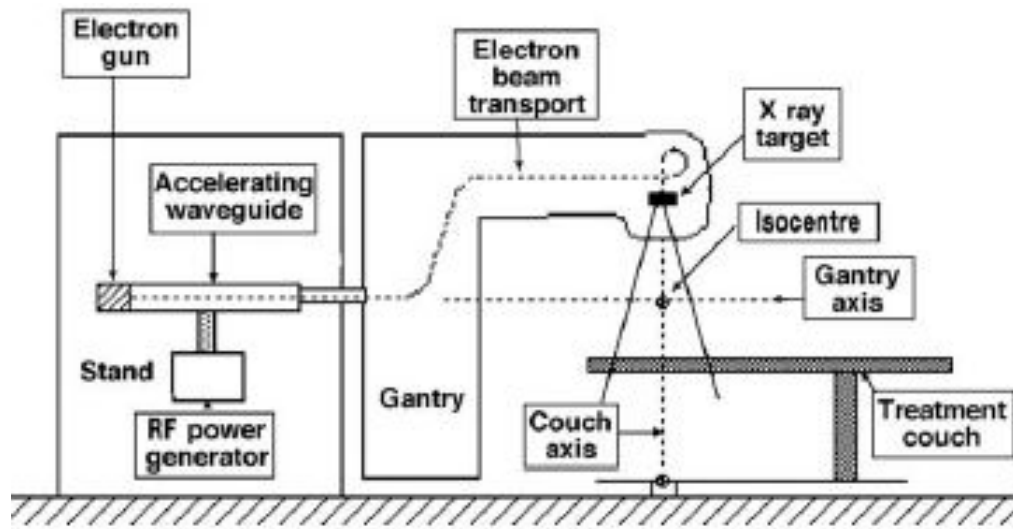 Electron
gun
Electron
beam
transport
X ray
target
Accelerating
waveguide
Isocentre
Gantry
axis
Stand
Gantry
RF power
generator
Couch
axis
Treatment
couch